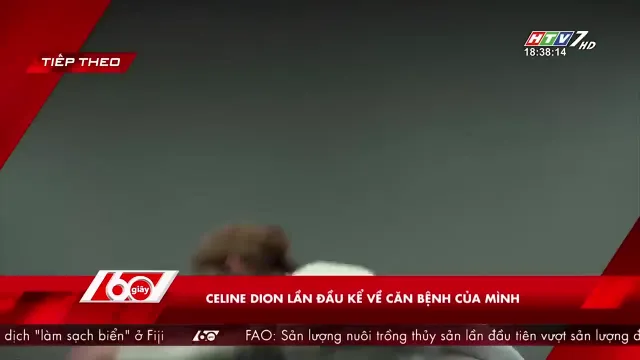 TIẾP THEO
HTV7 HD
18:38:14
60 giây
CELINE DION LẦN ĐẦU KỂ VỀ CĂN BỆNH CỦA MÌNH
dịch "làm sạch biển" ở Fiji 60 FAO: Sản lượng nuôi trồng thủy sản lần đầu tiên vượt sản lượng đ